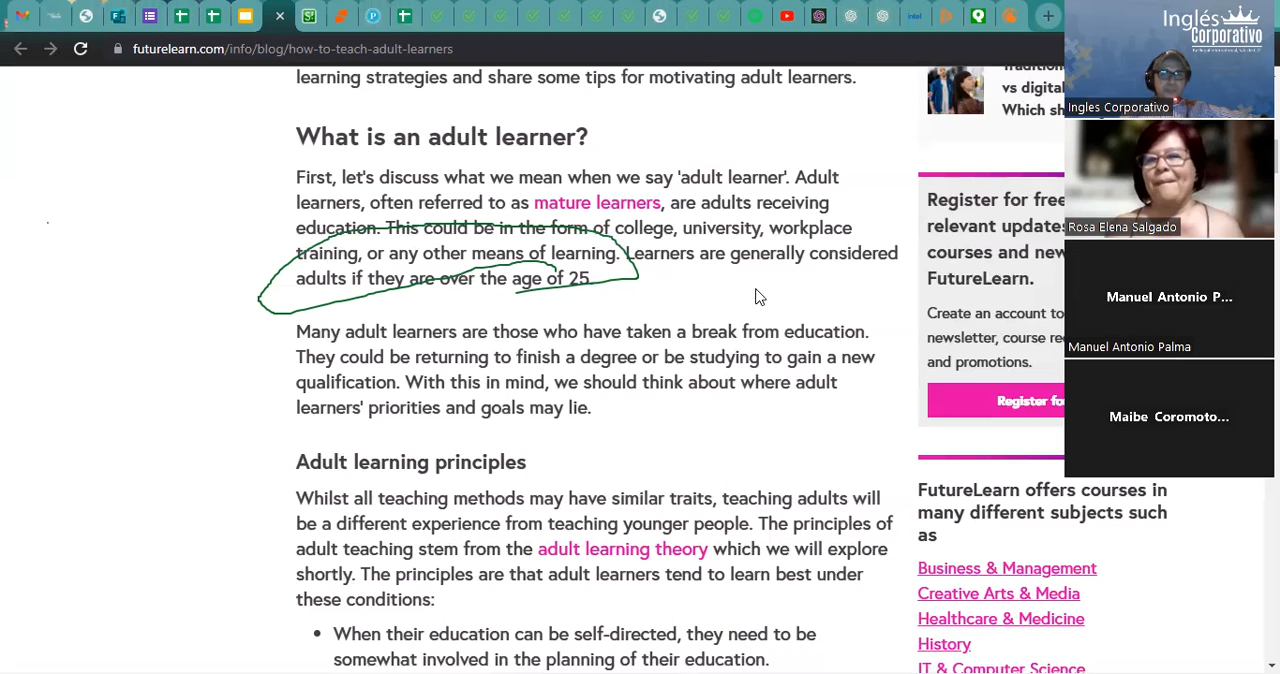 futurelearn.com/info/blog/how-to-teach-adult-learners
learning strategies and share some tips for motivating adult learners.
What is an adult learner?
First, let's discuss what we mean when we say 'adult learner'. Adult
learners, often referred to as mature learners, are adults receiving
education. This could be in the form of college, university, workplace
training, or any other means of learning. Learners are generally considered
adults if they are over the age of 25.
Many adult learners are those who have taken a break from education.
They could be returning to finish a degree or be studying to gain a new
qualification. With this in mind, we should think about where adult
learners' priorities and goals may lie.
Adult learning principles
Whilst all teaching methods may have similar traits, teaching adults will
be a different experience from teaching younger people. The principles of
adult teaching stem from the adult learning theory which we will explore
shortly. The principles are that adult learners tend to learn best under
these conditions:
• When their education can be self-directed, they need to be
somewhat involved in the planning of their education.
vs digital
Which sh
Register for free
relevant updates
courses and new
FutureLearn.
Create an account to
newsletter, course re
and promotions.
Register fo
FutureLearn offers courses in
many different subjects such
as
Business & Management
Creative Arts & Media
Healthcare & Medicine
History
IT & Computer Science
Inglés
Corporativo
Ingles Corporativo
Rosa Elena Salgado
Manuel Antonio P...
Manuel Antonio Palma
Maibe Coromoto...